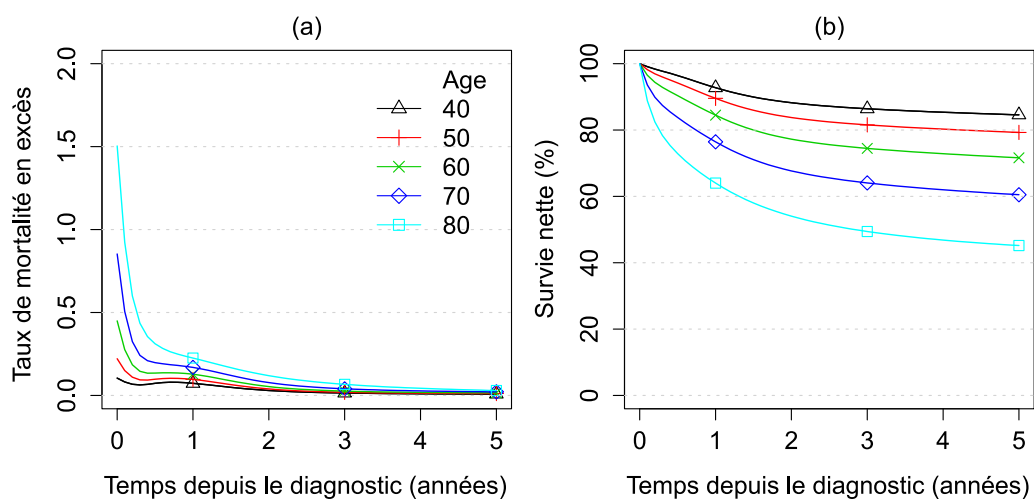 (a)
Taux de mortalité en excès
2.0
1.5
1.0
0.5
0.0
Age
40
50
60
70
80
0 1 2 3 4 5
Temps depuis le diagnostic (années)
(b)
Survie nette (%)
100
80
60
40
20
0
0 1 2 3 4 5
Temps depuis le diagnostic (années)